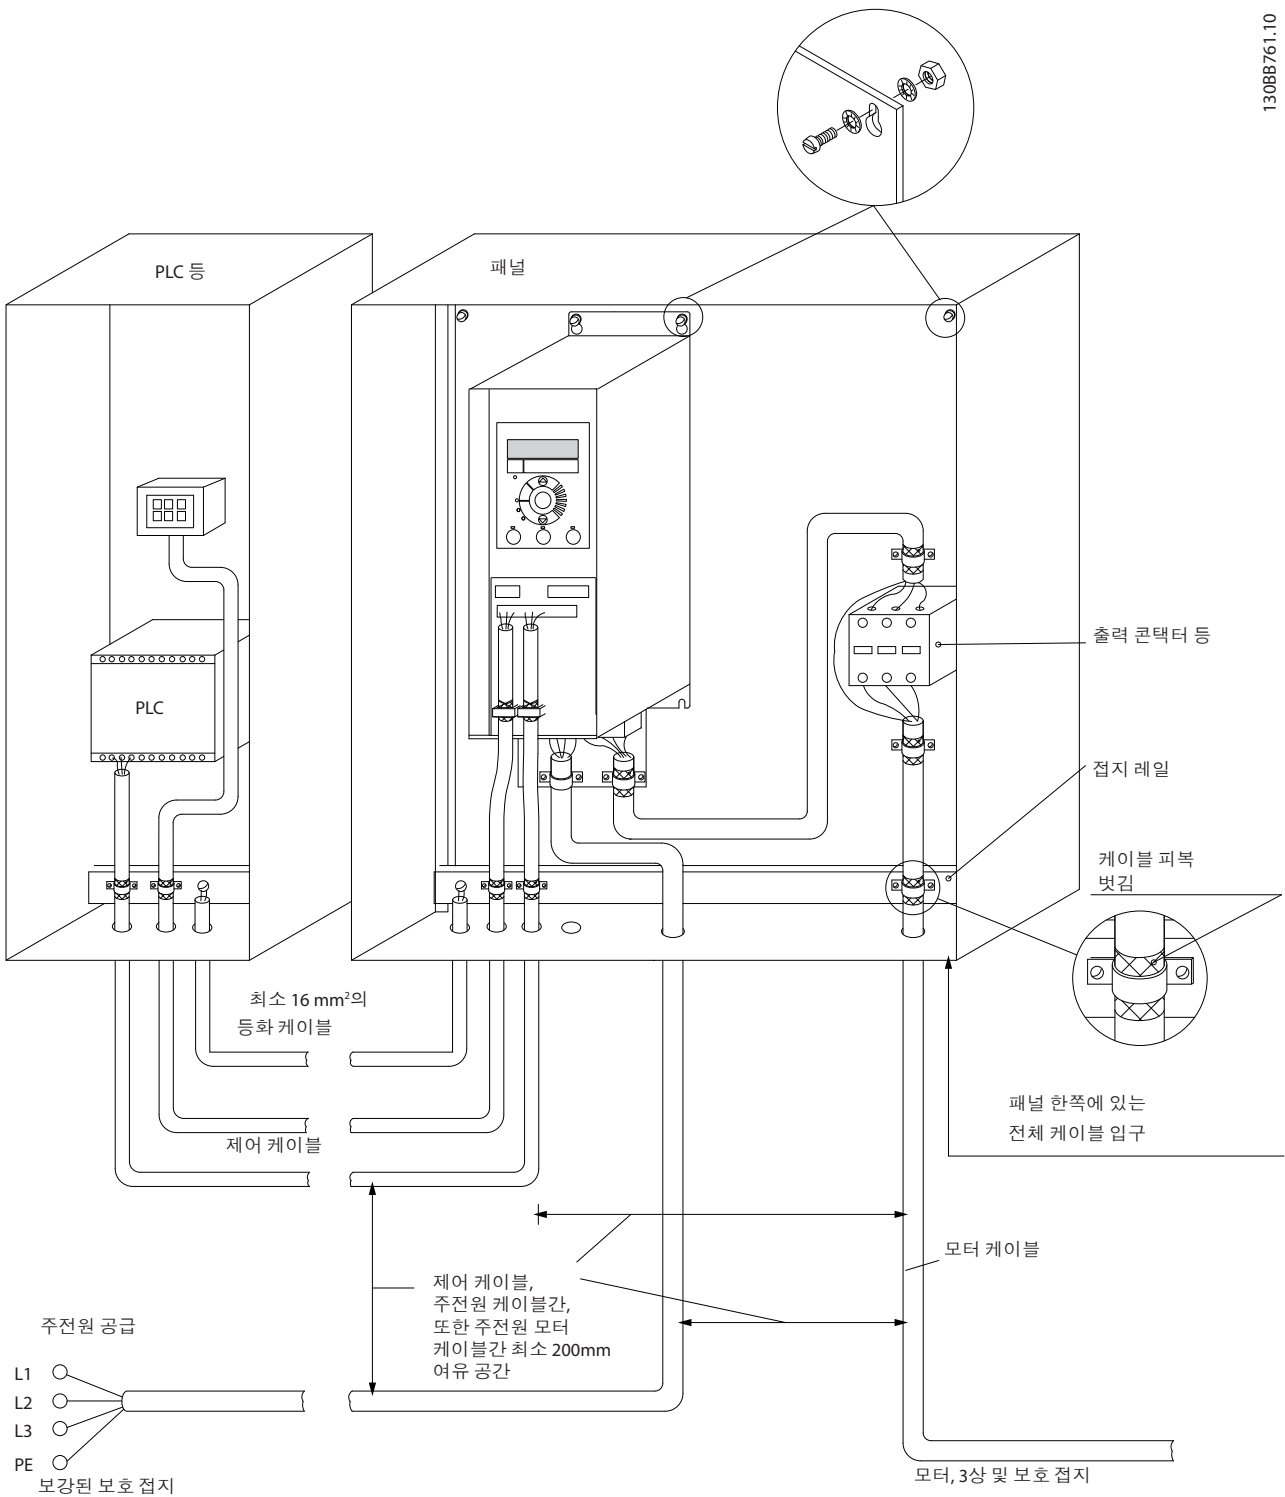 130BB761.10
PLC 등
패널
PLC
출력 콘택터 등
접지 레일
케이블 피복
벗김
최소 16 mm²의
등화 케이블
제어 케이블
패널 한쪽에 있는
전체 케이블 입구
모터 케이블
제어 케이블,
주전원 케이블간,
또한 주전원 모터
케이블간 최소 200mm
여유 공간
주전원 공급
L1
L2
L3
PE
보강된 보호 접지
모터, 3상 및 보호 접지